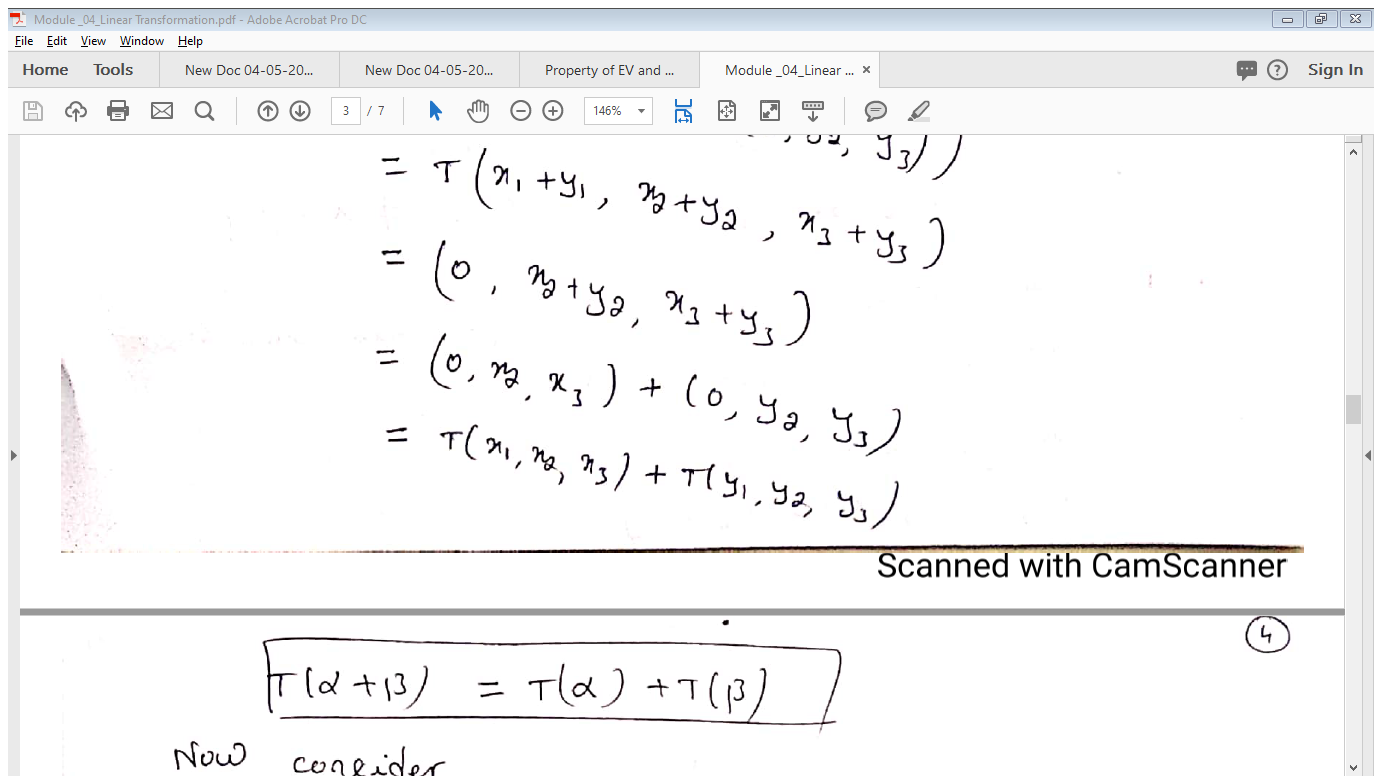 Module _04_Linear Transformation.pdf - Adobe Acrobat Pro DC
File Edit View Window Help
Home Tools New Doc 04-05-20... New Doc 04-05-20... Property of EV and ... Module _04_Linear ... × Sign In
3 / 7 146%
, y₃))
= T(x₁+y₁, x₂+y₂, x₃+y₃)
= (0, x₂+y₂, x₃+y₃)
= (0, x₂, x₃) + (0, y₂, y₃)
= T(x₁, x₂, x₃) + T(y₁, y₂, y₃)
Scanned with CamScanner
4
T(α+β) = T(α) + T(β)
Now consider